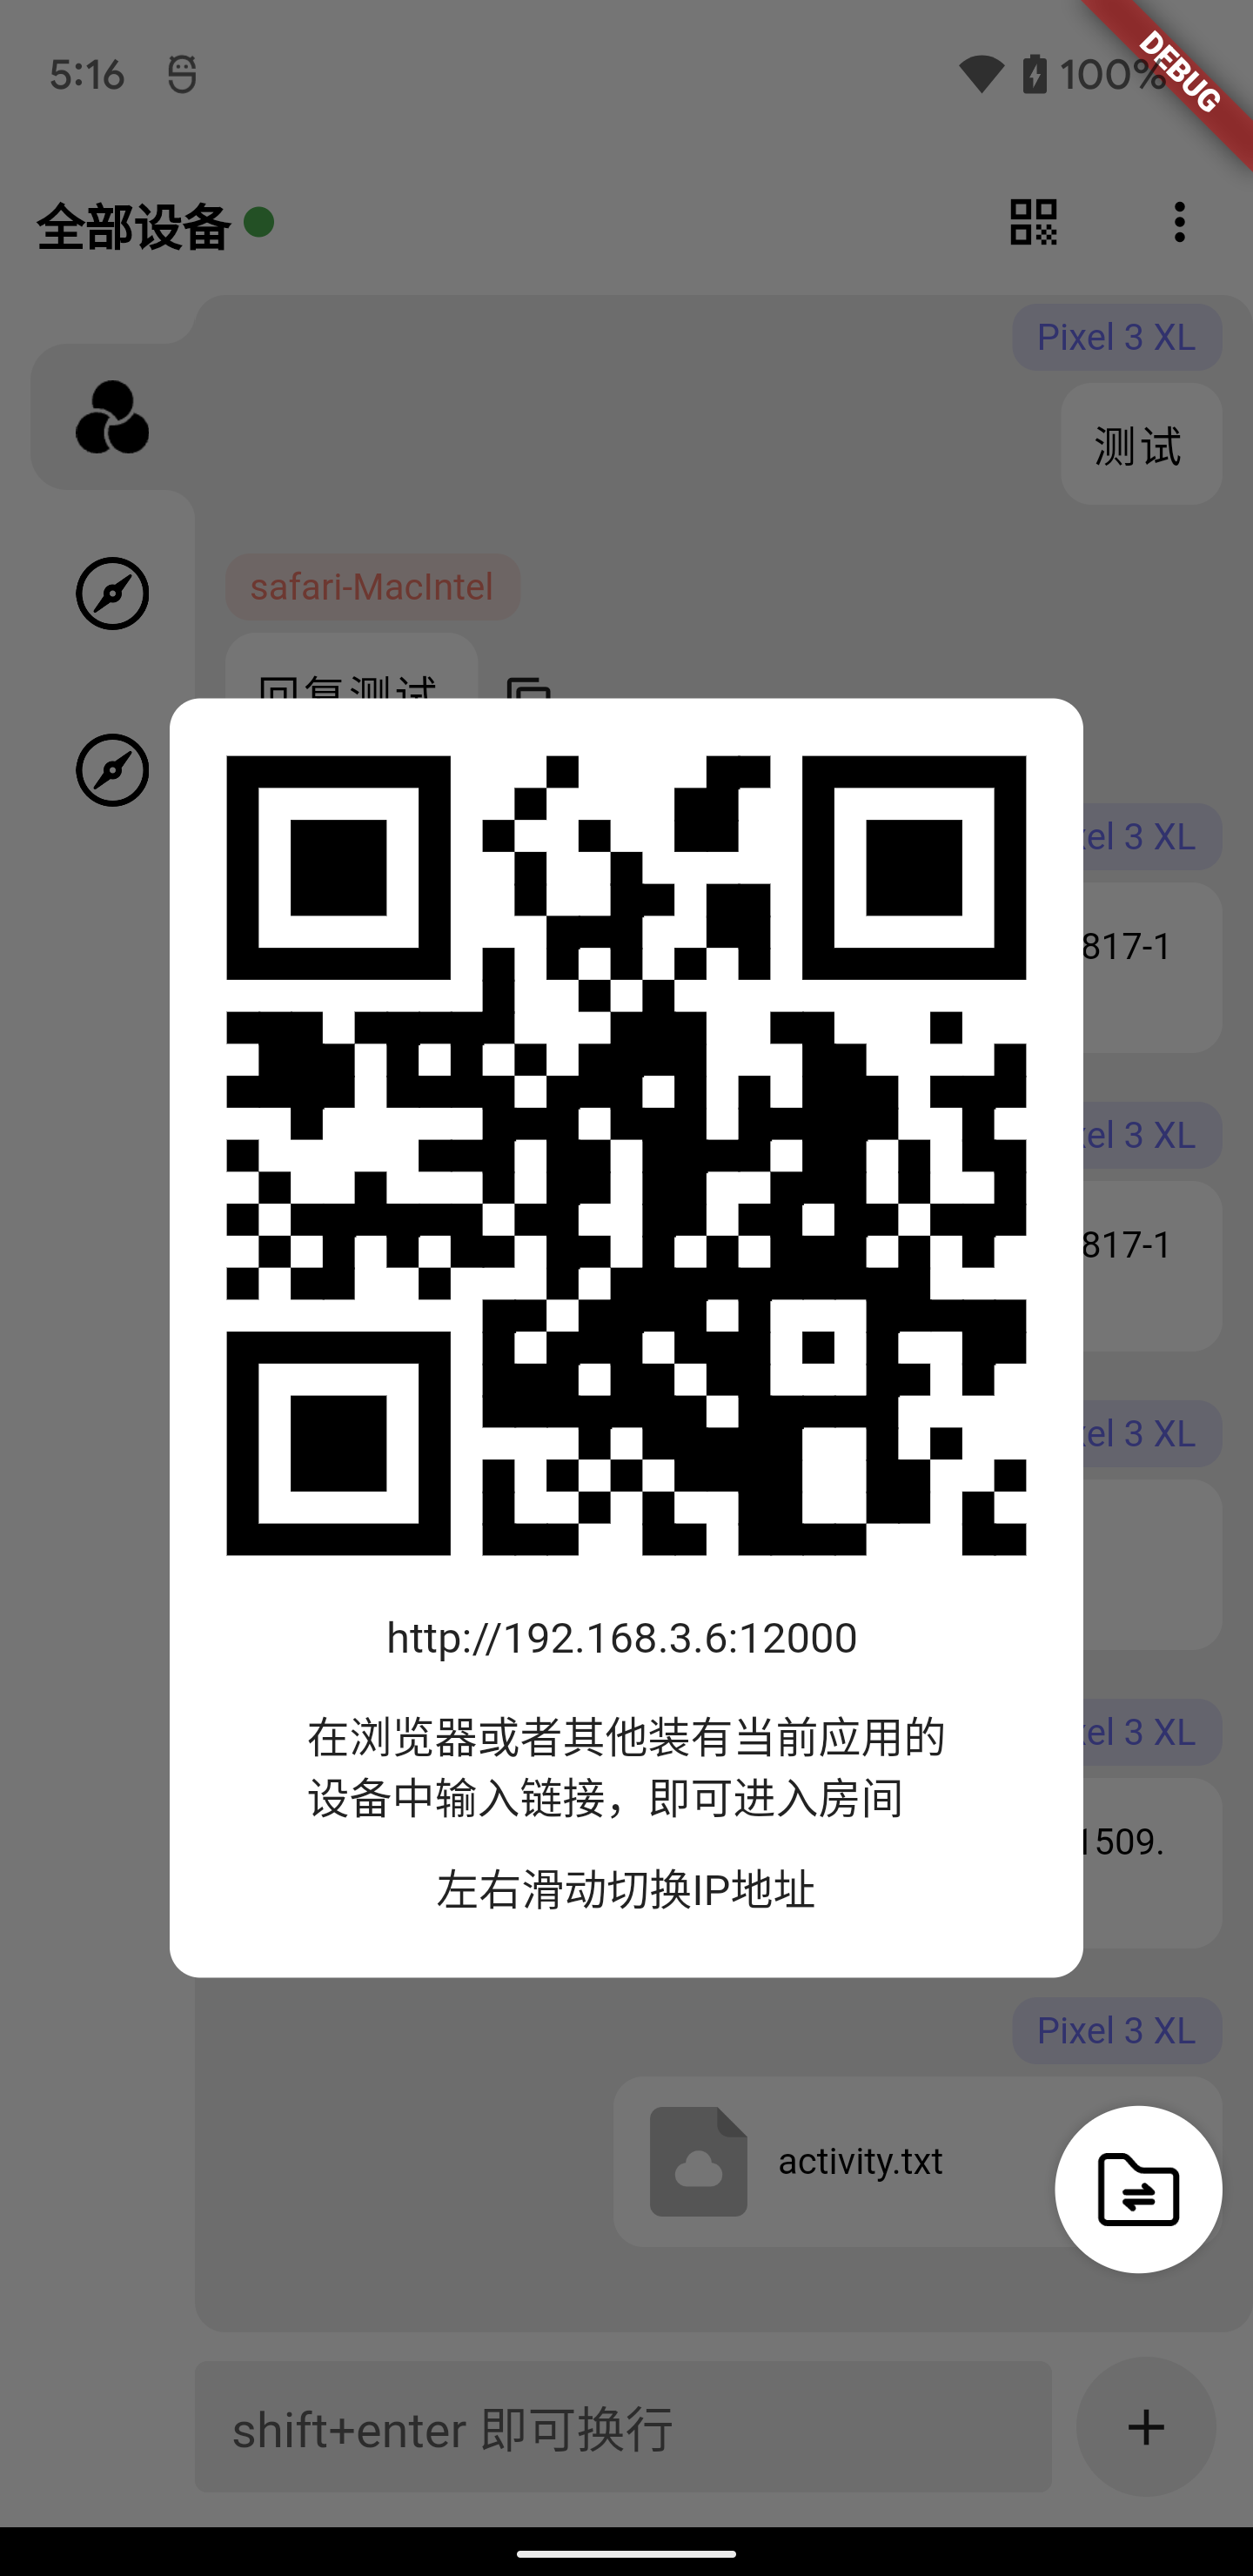 5:16
100%
DEBUG
全部设备
Pixel 3 XL
测试
safari-MacIntel
回复测试
el 3 XL
817-1
el 3 XL
817-1
el 3 XL
el 3 XL
1509.
http://192.168.3.6:12000
在浏览器或者其他装有当前应用的
设备中输入链接，即可进入房间
左右滑动切换IP地址
Pixel 3 XL
activity.txt
shift+enter 即可换行